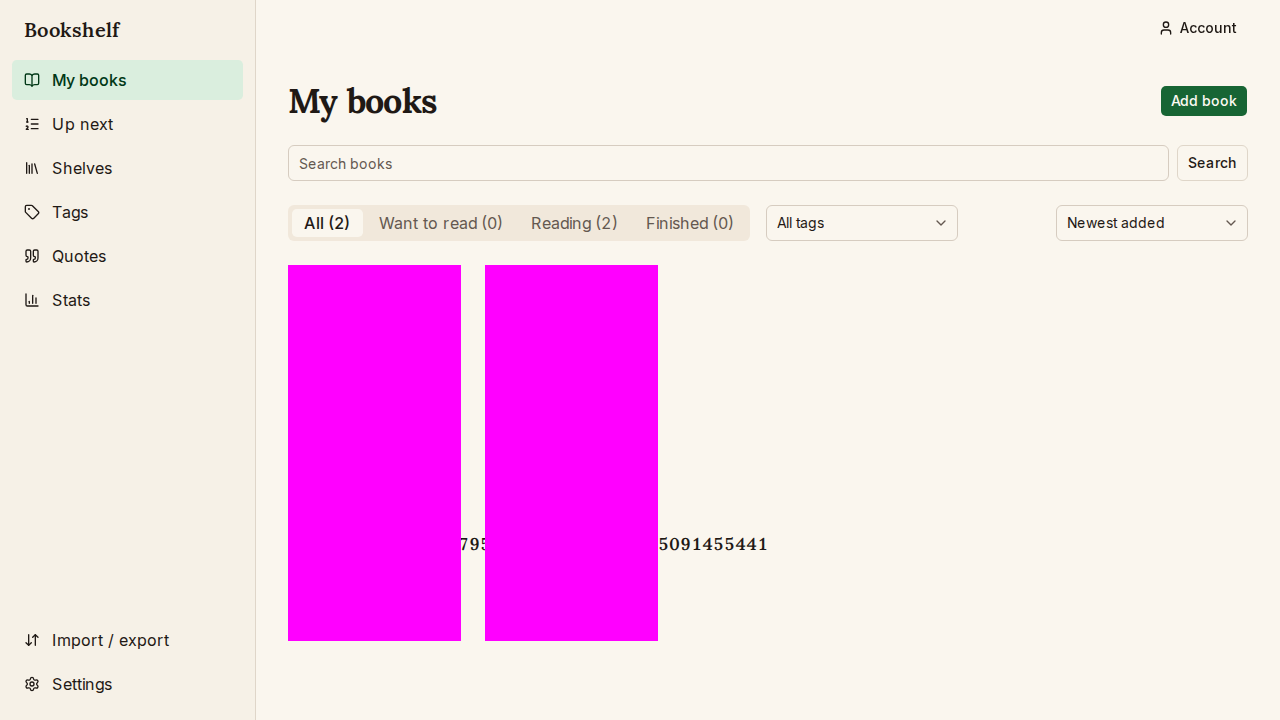 Bookshelf
Account
My books
Up next
Shelves
Tags
Quotes
Stats
Import / export
Settings
My books
Add book
Search books
Search
All (2)
Want to read (0)
Reading (2)
Finished (0)
All tags
Newest added
5091455441